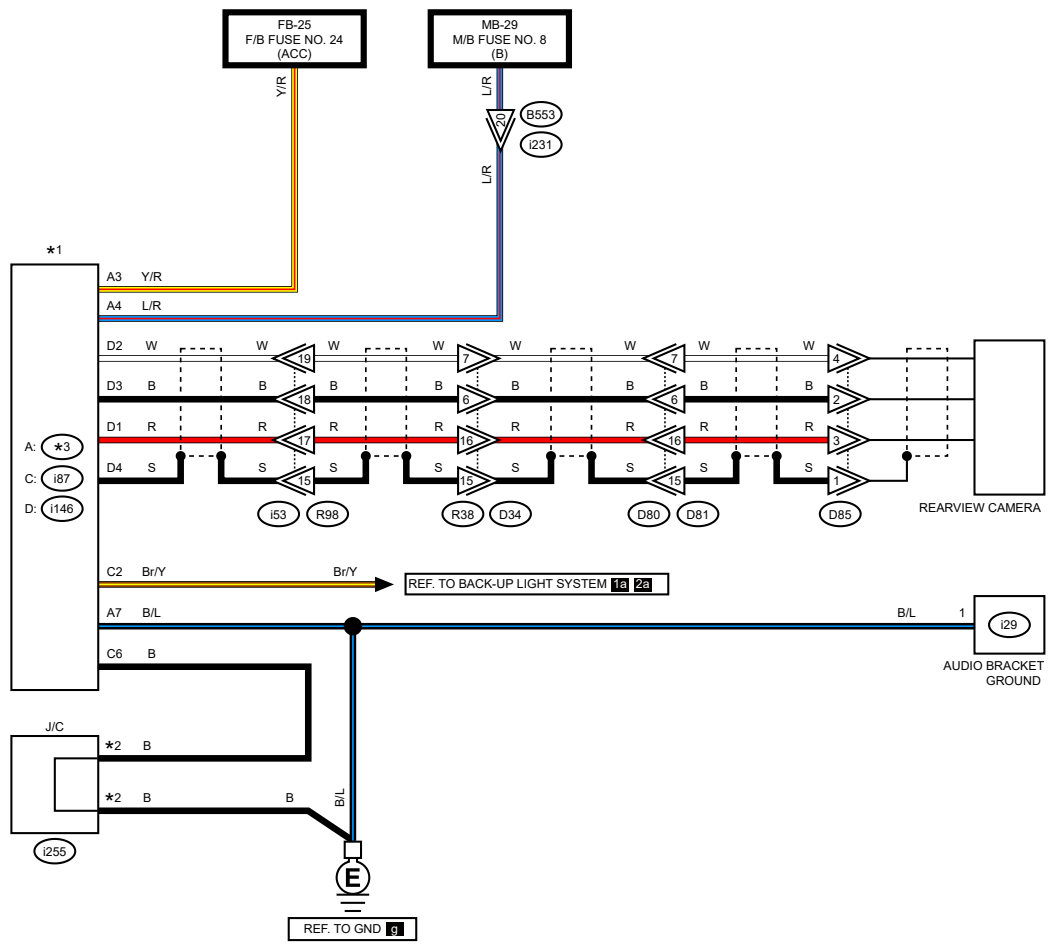 FB-25
F/B FUSE NO. 24
(ACC)
MB-29
M/B FUSE NO. 8
(B)
Y/R
L/R
20
B553
i231
L/R
*1
A3 Y/R
A4 L/R
D2 W W 19 W W 7 W W 7 W W 4
D3 B B 18 B B 6 B B 6 B B 2
D1 R R 17 R R 16 R R 16 R R 3
D4 S S 15 S S 15 S S 15 S S 1
A: *3
C: i87
D: i146
i53 R98 R38 D34 D80 D81 D85
REARVIEW CAMERA
C2 Br/Y Br/Y
REF. TO BACK-UP LIGHT SYSTEM 1a 2a
A7 B/L B/L 1
i29
AUDIO BRACKET
GROUND
C6 B
J/C
*2 B
*2 B B
B/L
i255
E
REF. TO GND g